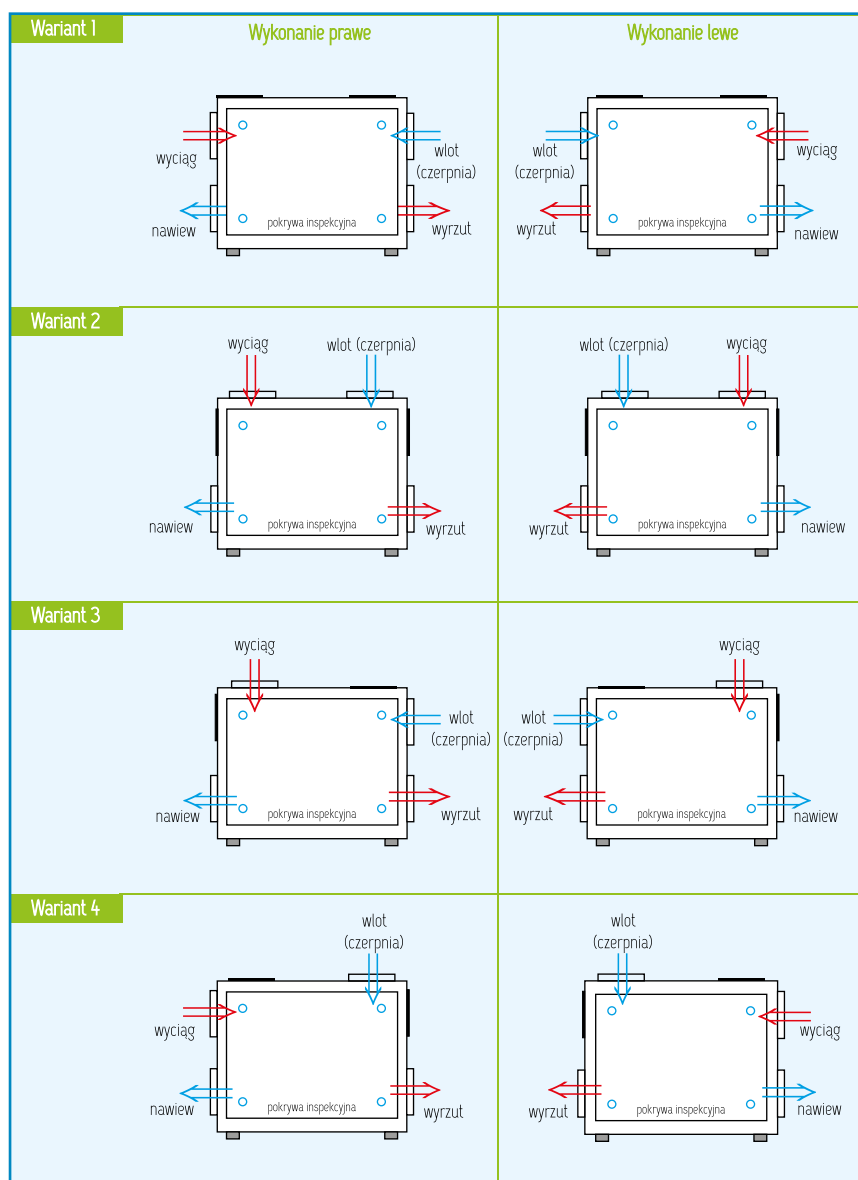 Wariant 1
Wykonanie prawe
Wykonanie lewe
wyciąg
wlot
(czerpnia)
nawiew
pokrywa inspekcyjna
wyrzut
wlot
(czerpnia)
wyciąg
wyrzut
pokrywa inspekcyjna
nawiew
Wariant 2
wyciąg
wlot (czerpnia)
nawiew
pokrywa inspekcyjna
wyrzut
wlot (czerpnia)
wyciąg
wyrzut
pokrywa inspekcyjna
nawiew
Wariant 3
wyciąg
wlot
(czerpnia)
nawiew
pokrywa inspekcyjna
wyrzut
wyciąg
wlot
(czerpnia)
wyrzut
pokrywa inspekcyjna
nawiew
Wariant 4
wlot
(czerpnia)
wyciąg
nawiew
pokrywa inspekcyjna
wyrzut
wlot
(czerpnia)
wyciąg
wyrzut
pokrywa inspekcyjna
nawiew